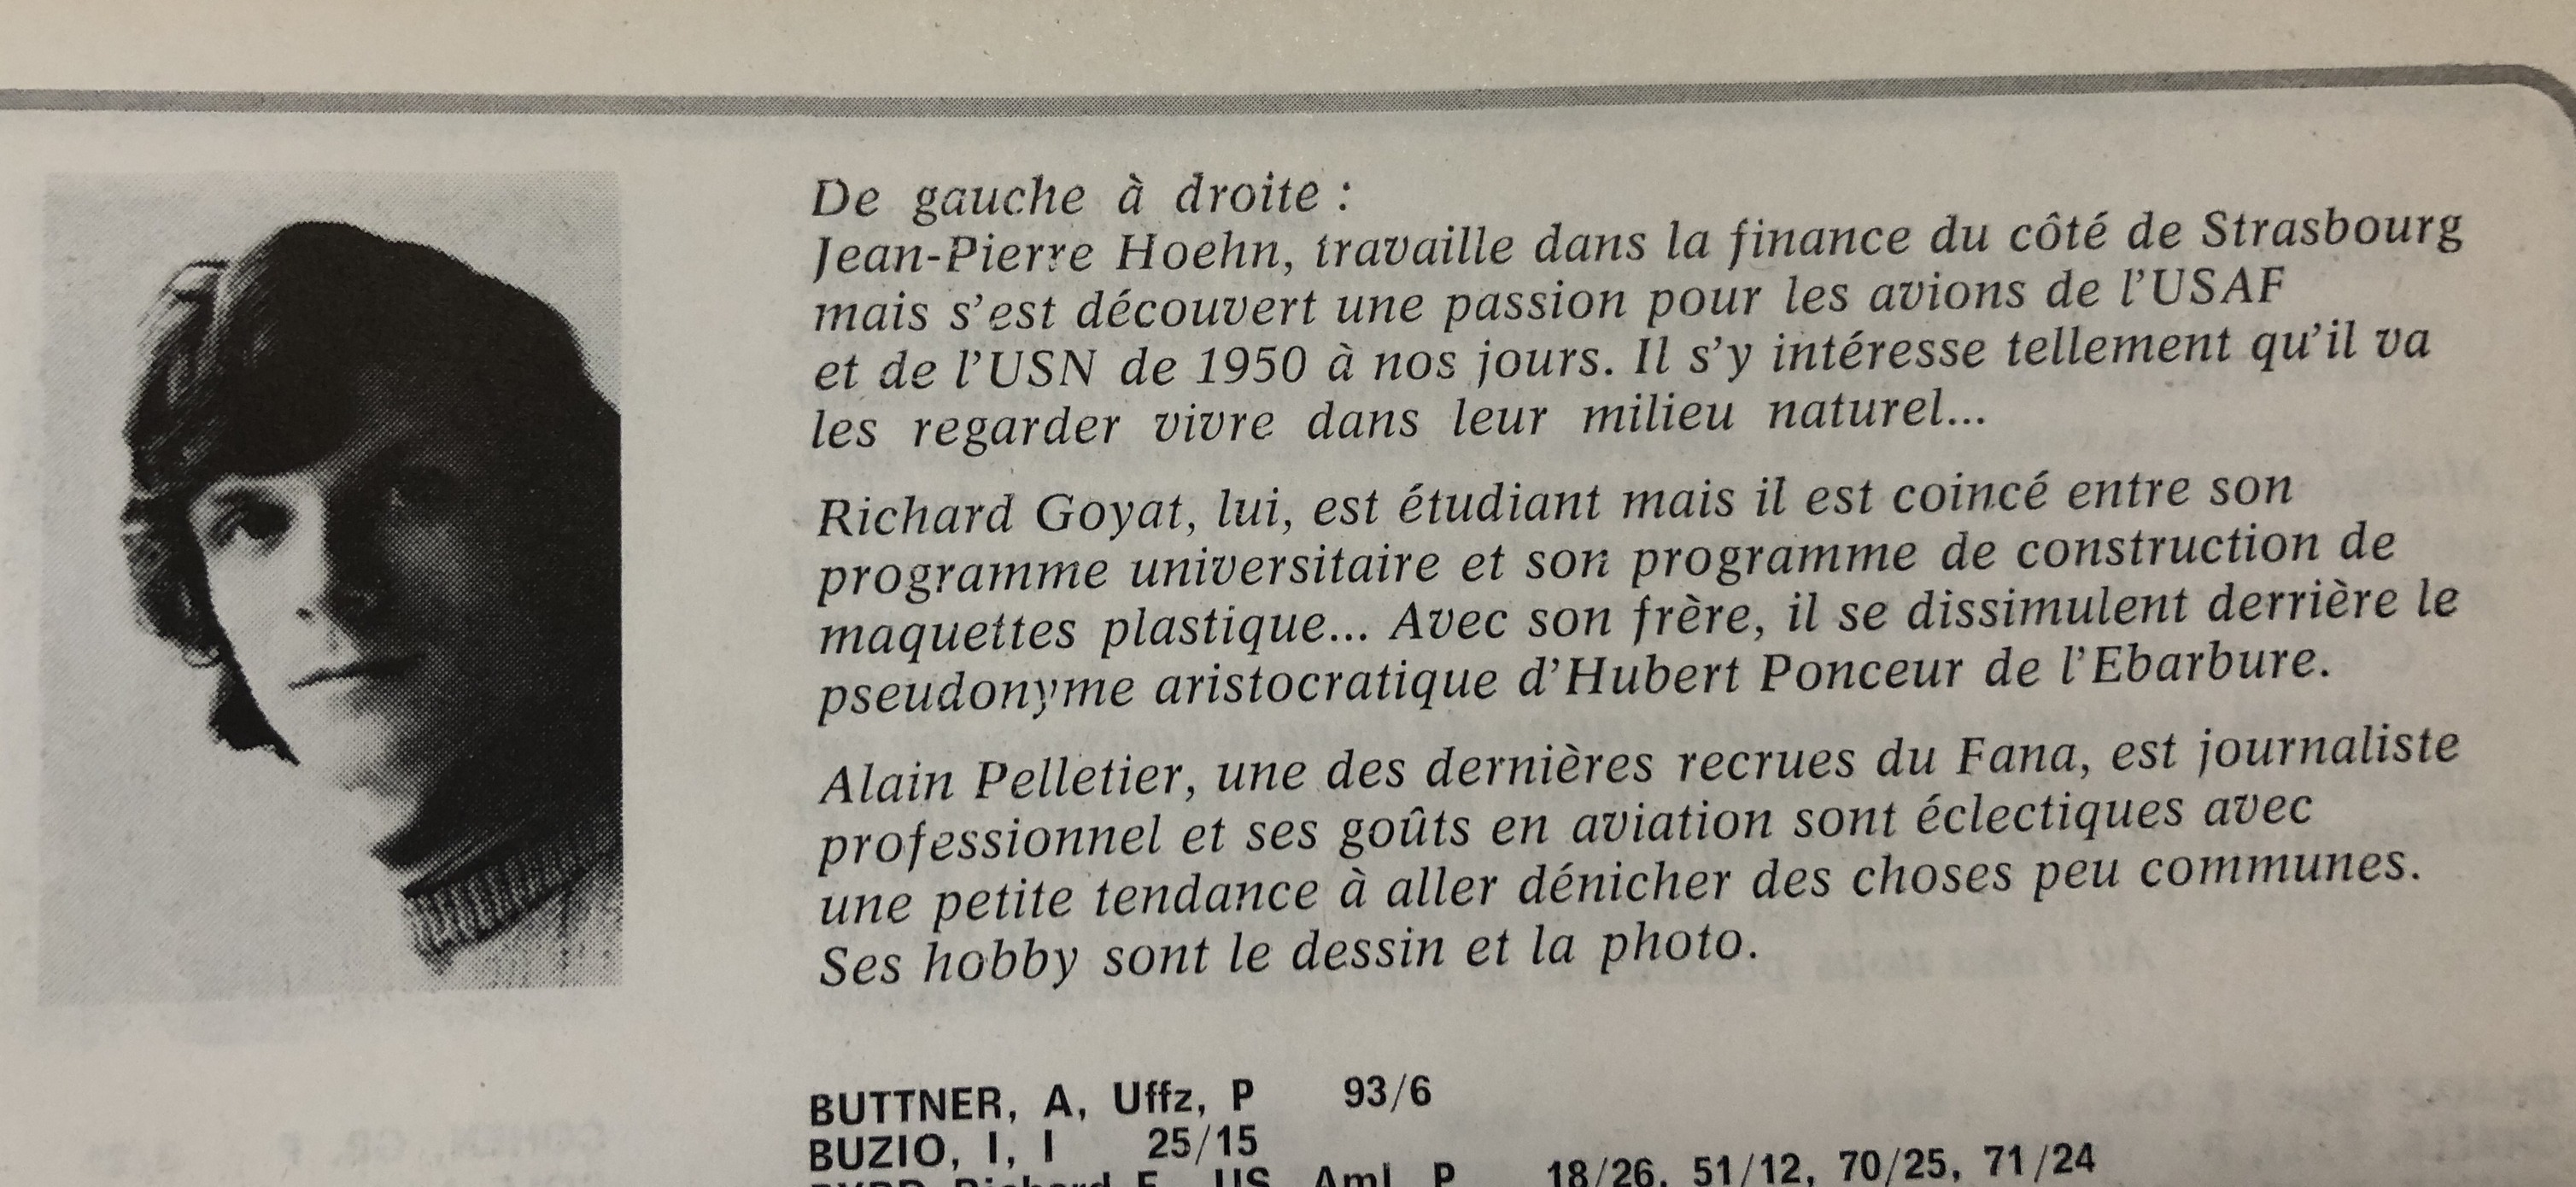 De gauche à droite :
Jean-Pierre Hoehn, travaille dans la finance du côté de Strasbourg
mais s'est découvert une passion pour les avions de l'USAF
et de l'USN de 1950 à nos jours. Il s'y intéresse tellement qu'il va
les regarder vivre dans leur milieu naturel...
Richard Goyat, lui, est étudiant mais il est coincé entre son
programme universitaire et son programme de construction de
maquettes plastique... Avec son frère, il se dissimulent derrière le
pseudonyme aristocratique d'Hubert Ponceur de l'Ebarbure.
Alain Pelletier, une des dernières recrues du Fana, est journaliste
professionnel et ses goûts en aviation sont éclectiques avec
une petite tendance à aller dénicher des choses peu communes.
Ses hobby sont le dessin et la photo.
BUTTNER, A, Uffz, P 93/6
BUZIO, I, I 25/15
Richard E, US, P 18/26, 51/12, 70/25, 71/24